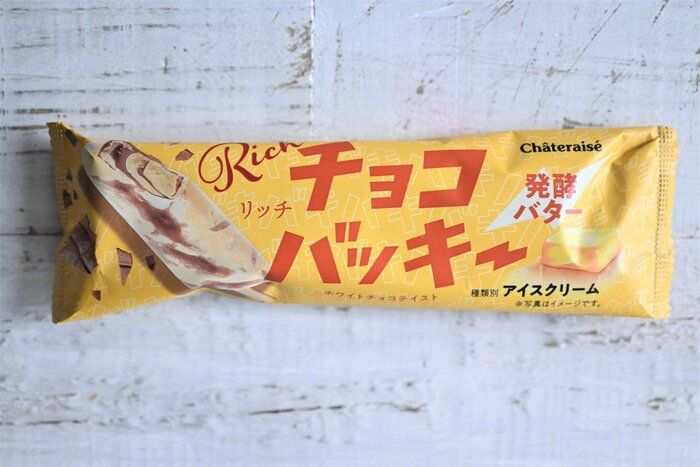 Rich
リッチ
チョコ
バッキー
ホワイトチョコテイスト
Châteraisé
発酵
バター
種類別 アイスクリーム
※写真はイメージです。